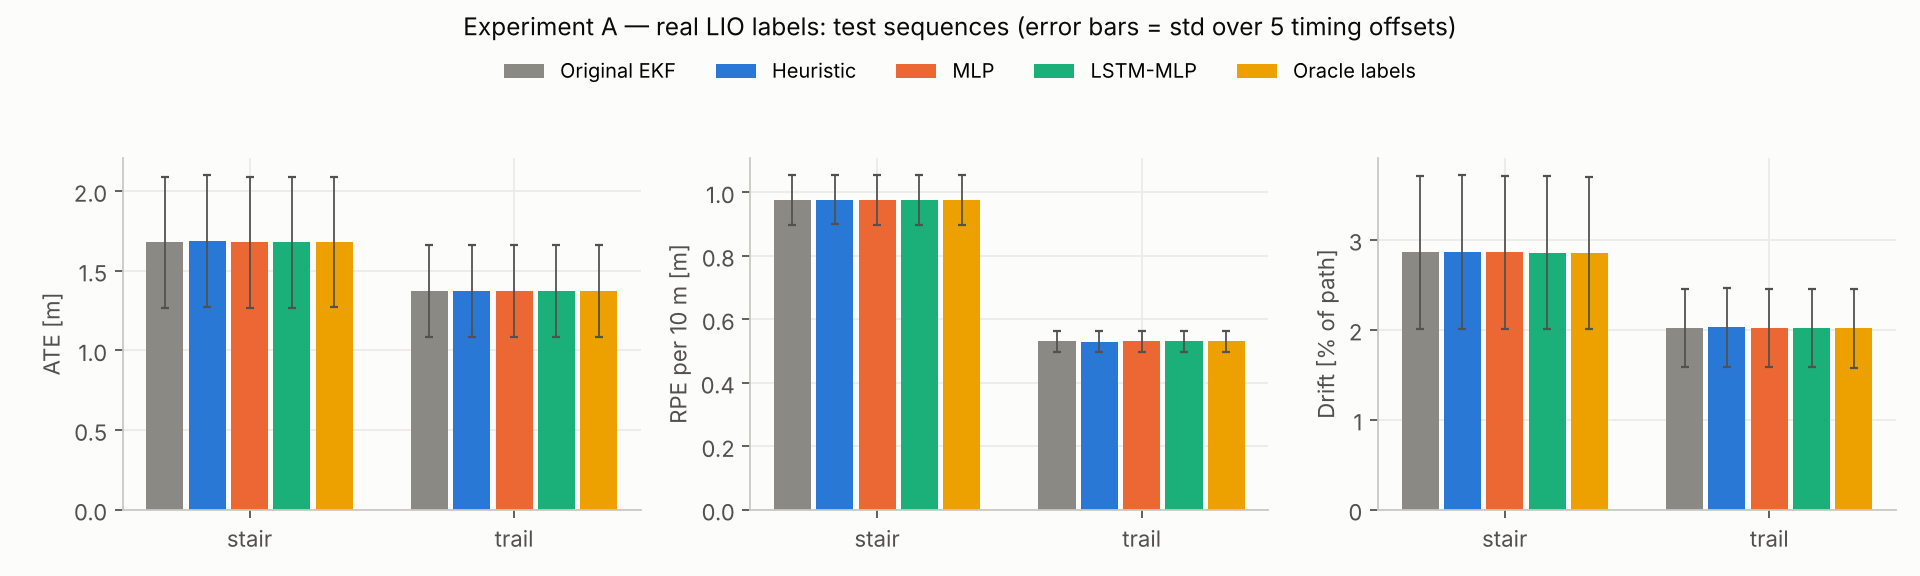 Experiment A — real LIO labels: test sequences (error bars = std over 5 timing offsets)
Original EKF Heuristic MLP LSTM-MLP Oracle labels
ATE [m]
2.0
1.5
1.0
0.5
0.0
stair trail
RPE per 10 m [m]
1.0
0.8
0.6
0.4
0.2
0.0
stair trail
Drift [% of path]
3
2
1
0
stair trail